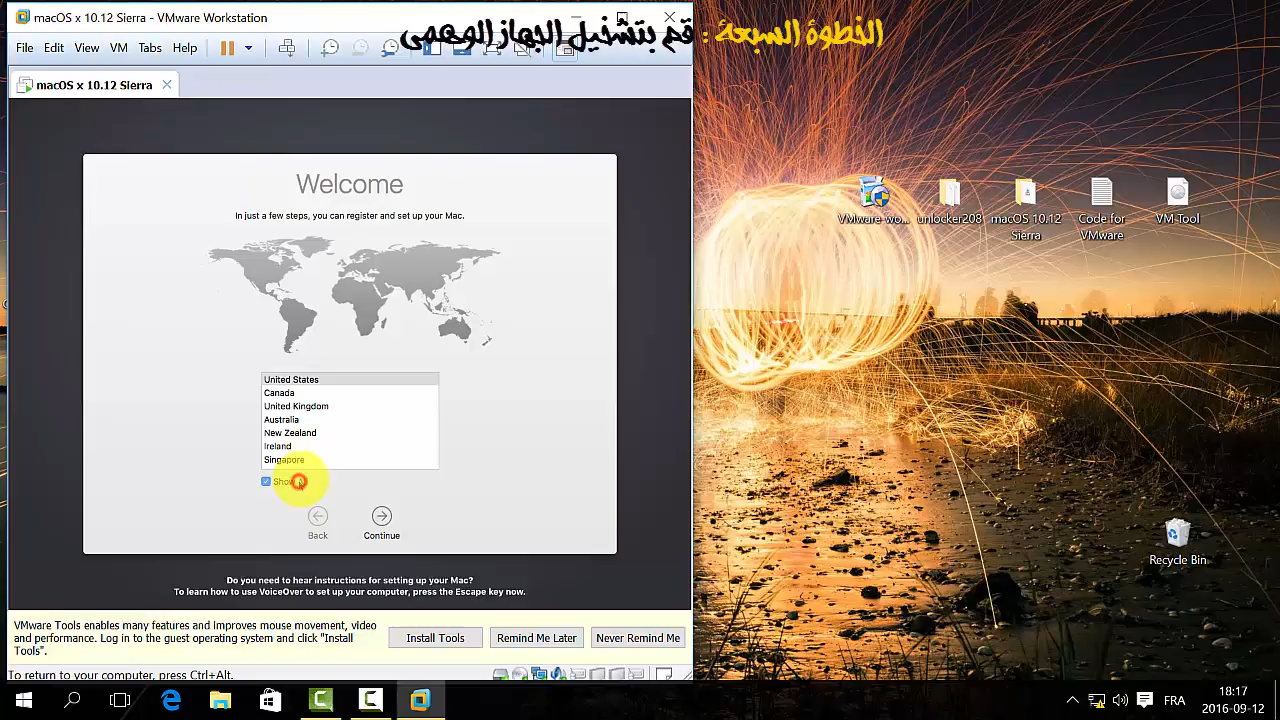 macOS x 10.12 Sierra - VMware Workstation
الخطوة السبعة : قم بتشغيل الجهاز الوهمي
File Edit View VM Tabs Help
macOS x 10.12 Sierra
Welcome
In just a few steps, you can register and set up your Mac.
United States
Canada
United Kingdom
Australia
New Zealand
Ireland
Singapore
Back
Continue
Do you need to hear instructions for setting up your Mac?
To learn how to use VoiceOver to set up your computer, press the Escape key now.
VMware Tools enables many features and improves mouse movement, video
and performance. Log in to the guest operating system and click "Install
Tools".
Install Tools
Remind Me Later
Never Remind Me
To return to your computer, press Ctrl+Alt.
VMware-wo...
unlocker208
macOS 10.12
Sierra
Code for
VMware
VM Tool
Recycle Bin
FRA
18:17
2016-09-12